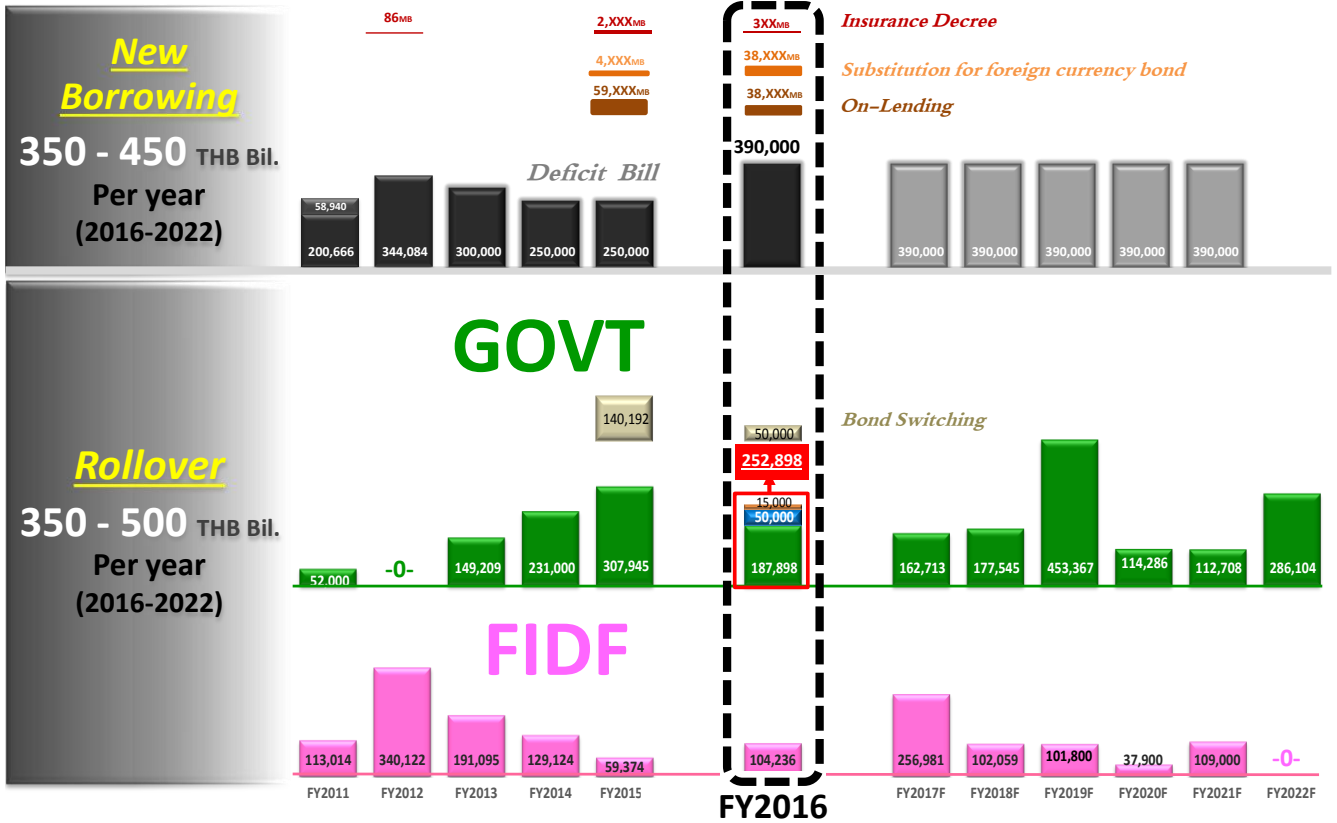 New
Borrowing
350 - 450 THB Bil.
Per year
(2016-2022)
86MB
2,XXXMB
3XXMB
Insurance Decree
4,XXXMB
38,XXXMB
Substitution for foreign currency bond
59,XXXMB
38,XXXMB
On-Lending
Deficit Bill
390,000
58,940
200,666
344,084
300,000
250,000
250,000
390,000
390,000
390,000
390,000
390,000
GOVT
Rollover
350 - 500 THB Bil.
Per year
(2016-2022)
140,192
50,000
Bond Switching
252,898
15,000
50,000
52,000
-0-
149,209
231,000
307,945
187,898
162,713
177,545
453,367
114,286
112,708
286,104
FIDF
113,014
340,122
191,095
129,124
59,374
104,236
256,981
102,059
101,800
37,900
109,000
-0-
FY2011
FY2012
FY2013
FY2014
FY2015
FY2016
FY2017F
FY2018F
FY2019F
FY2020F
FY2021F
FY2022F